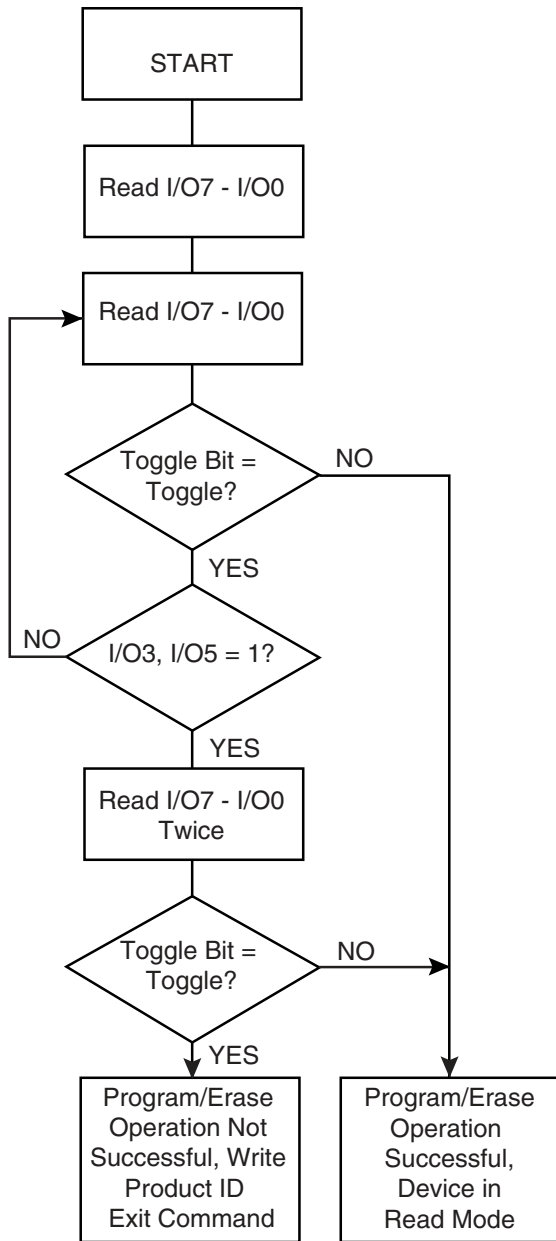 START
Read I/O7 - I/O0
Read I/O7 - I/O0
Toggle Bit =
Toggle?
NO
YES
NO
I/O3, I/O5 = 1?
YES
Read I/O7 - I/O0
Twice
Toggle Bit =
Toggle?
NO
YES
Program/Erase
Operation Not
Successful, Write
Product ID
Exit Command
Program/Erase
Operation
Successful,
Device in
Read Mode